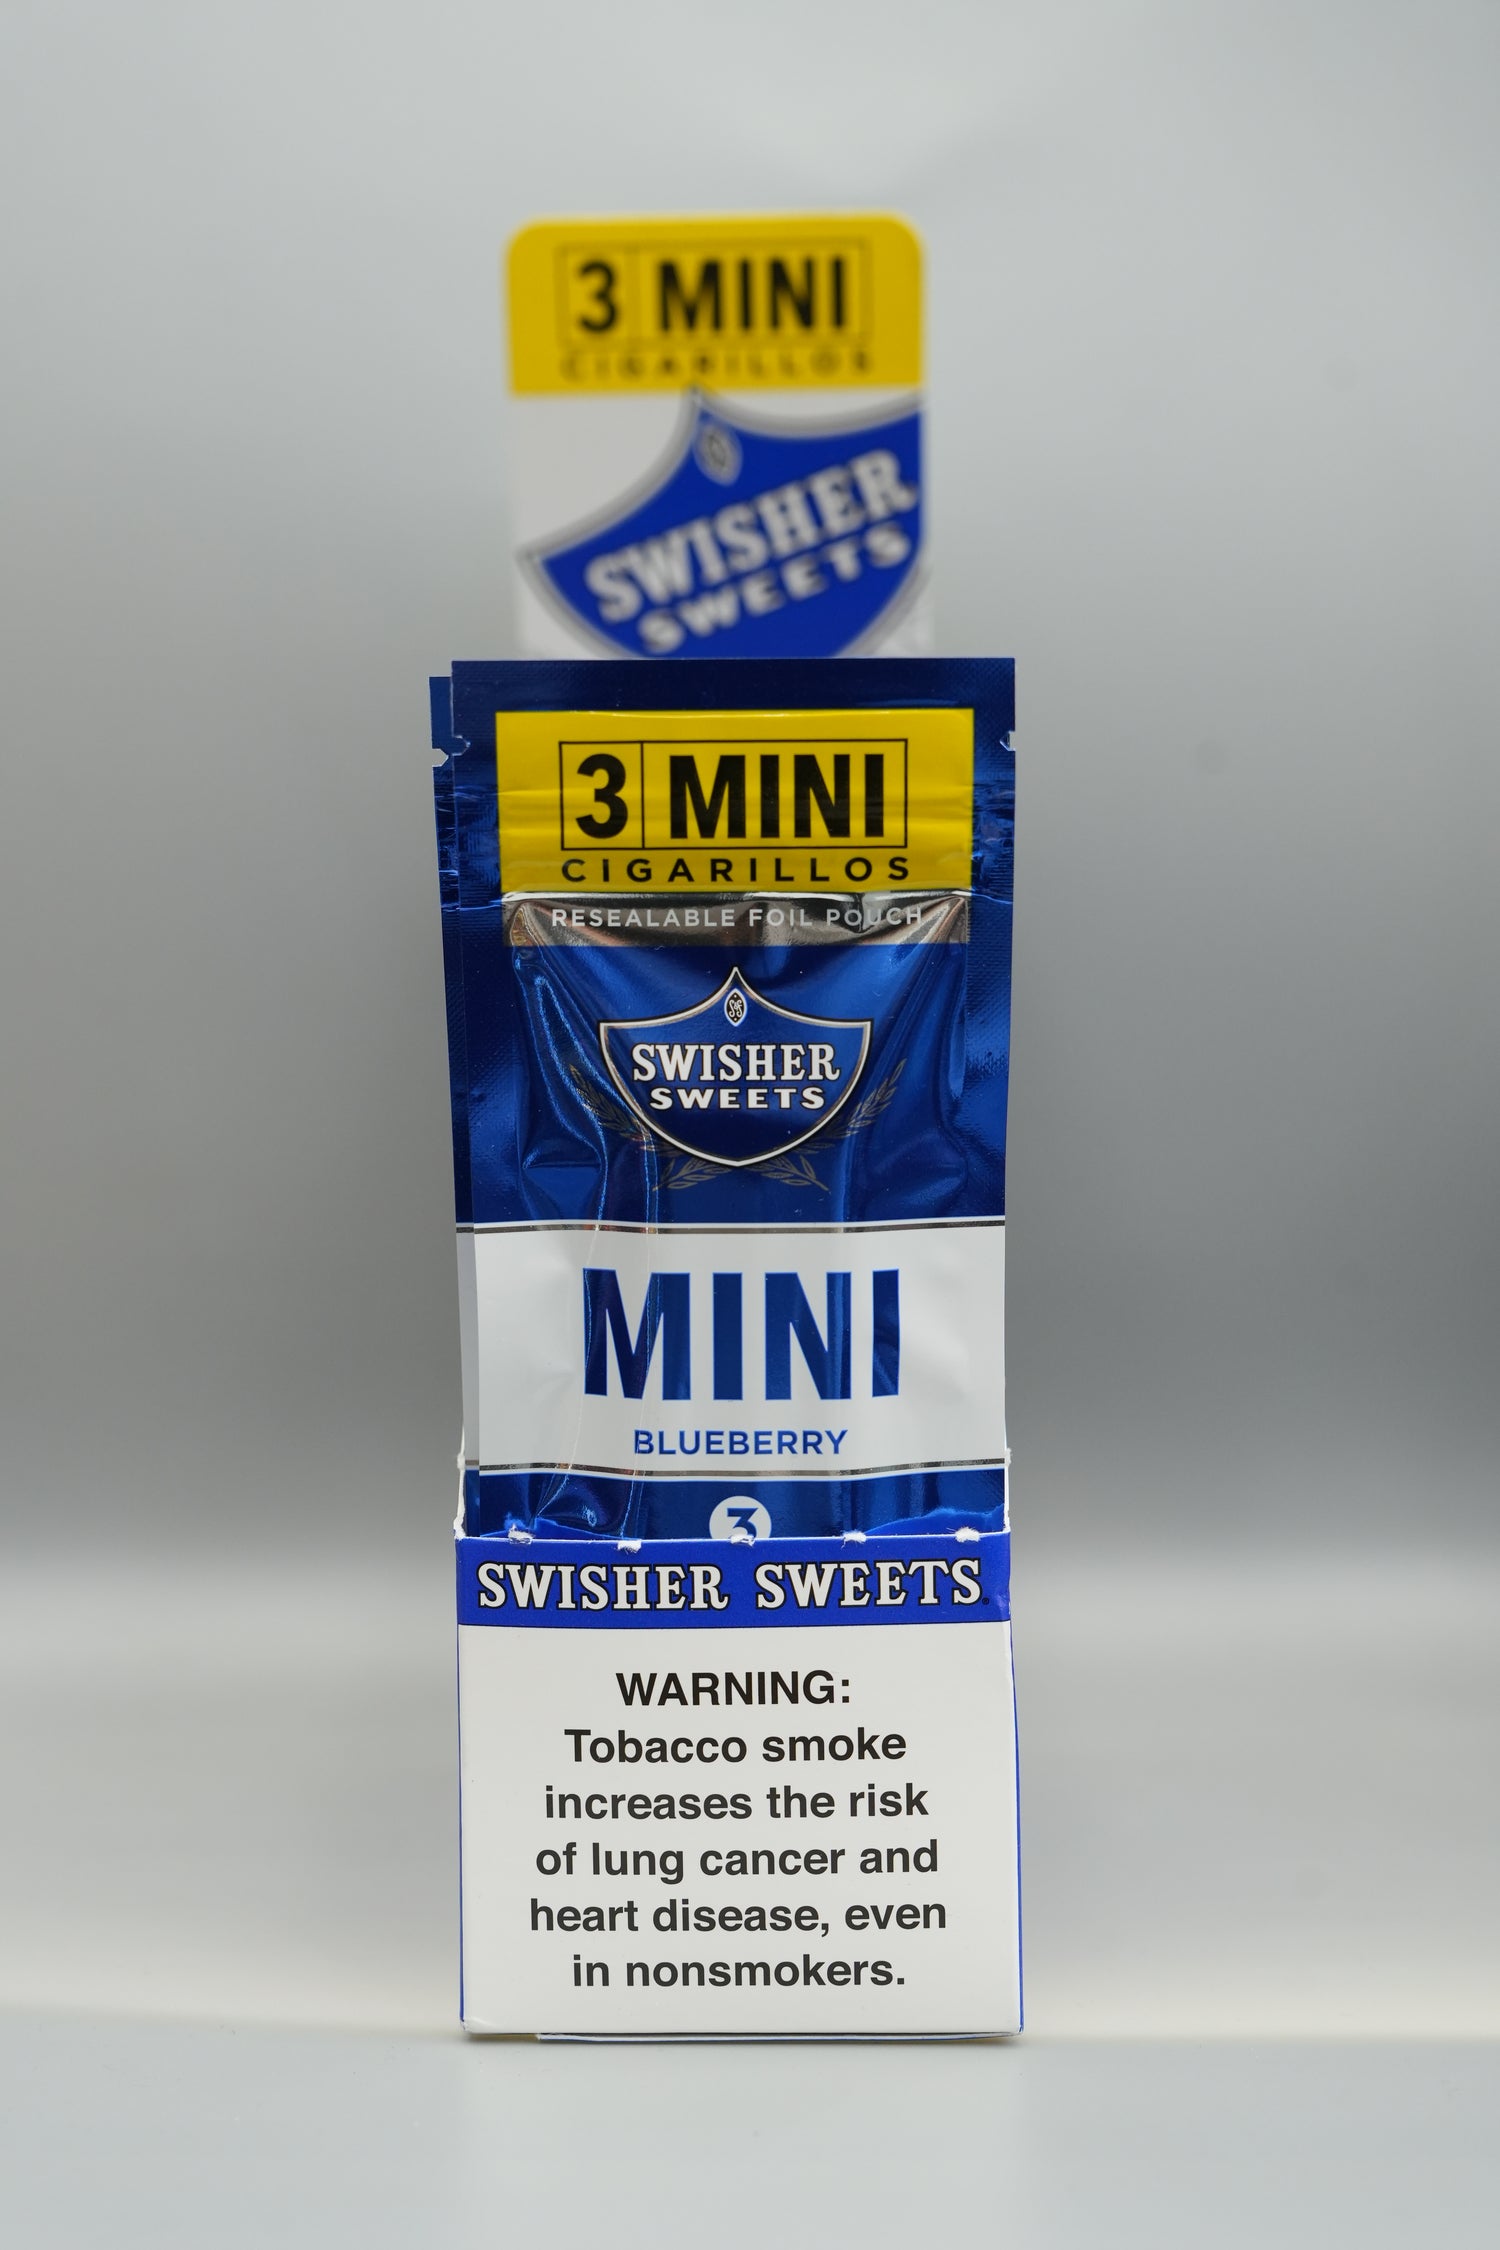 3 MINI
CIGARILLOS
SWISHER
SWEETS
3 MINI
CIGARILLOS
RESEALABLE FOIL POUCH
SWISHER
SWEETS
MINI
BLUEBERRY
3
SWISHER SWEETS
WARNING:
Tobacco smoke
increases the risk
of lung cancer and
heart disease, even
in nonsmokers.